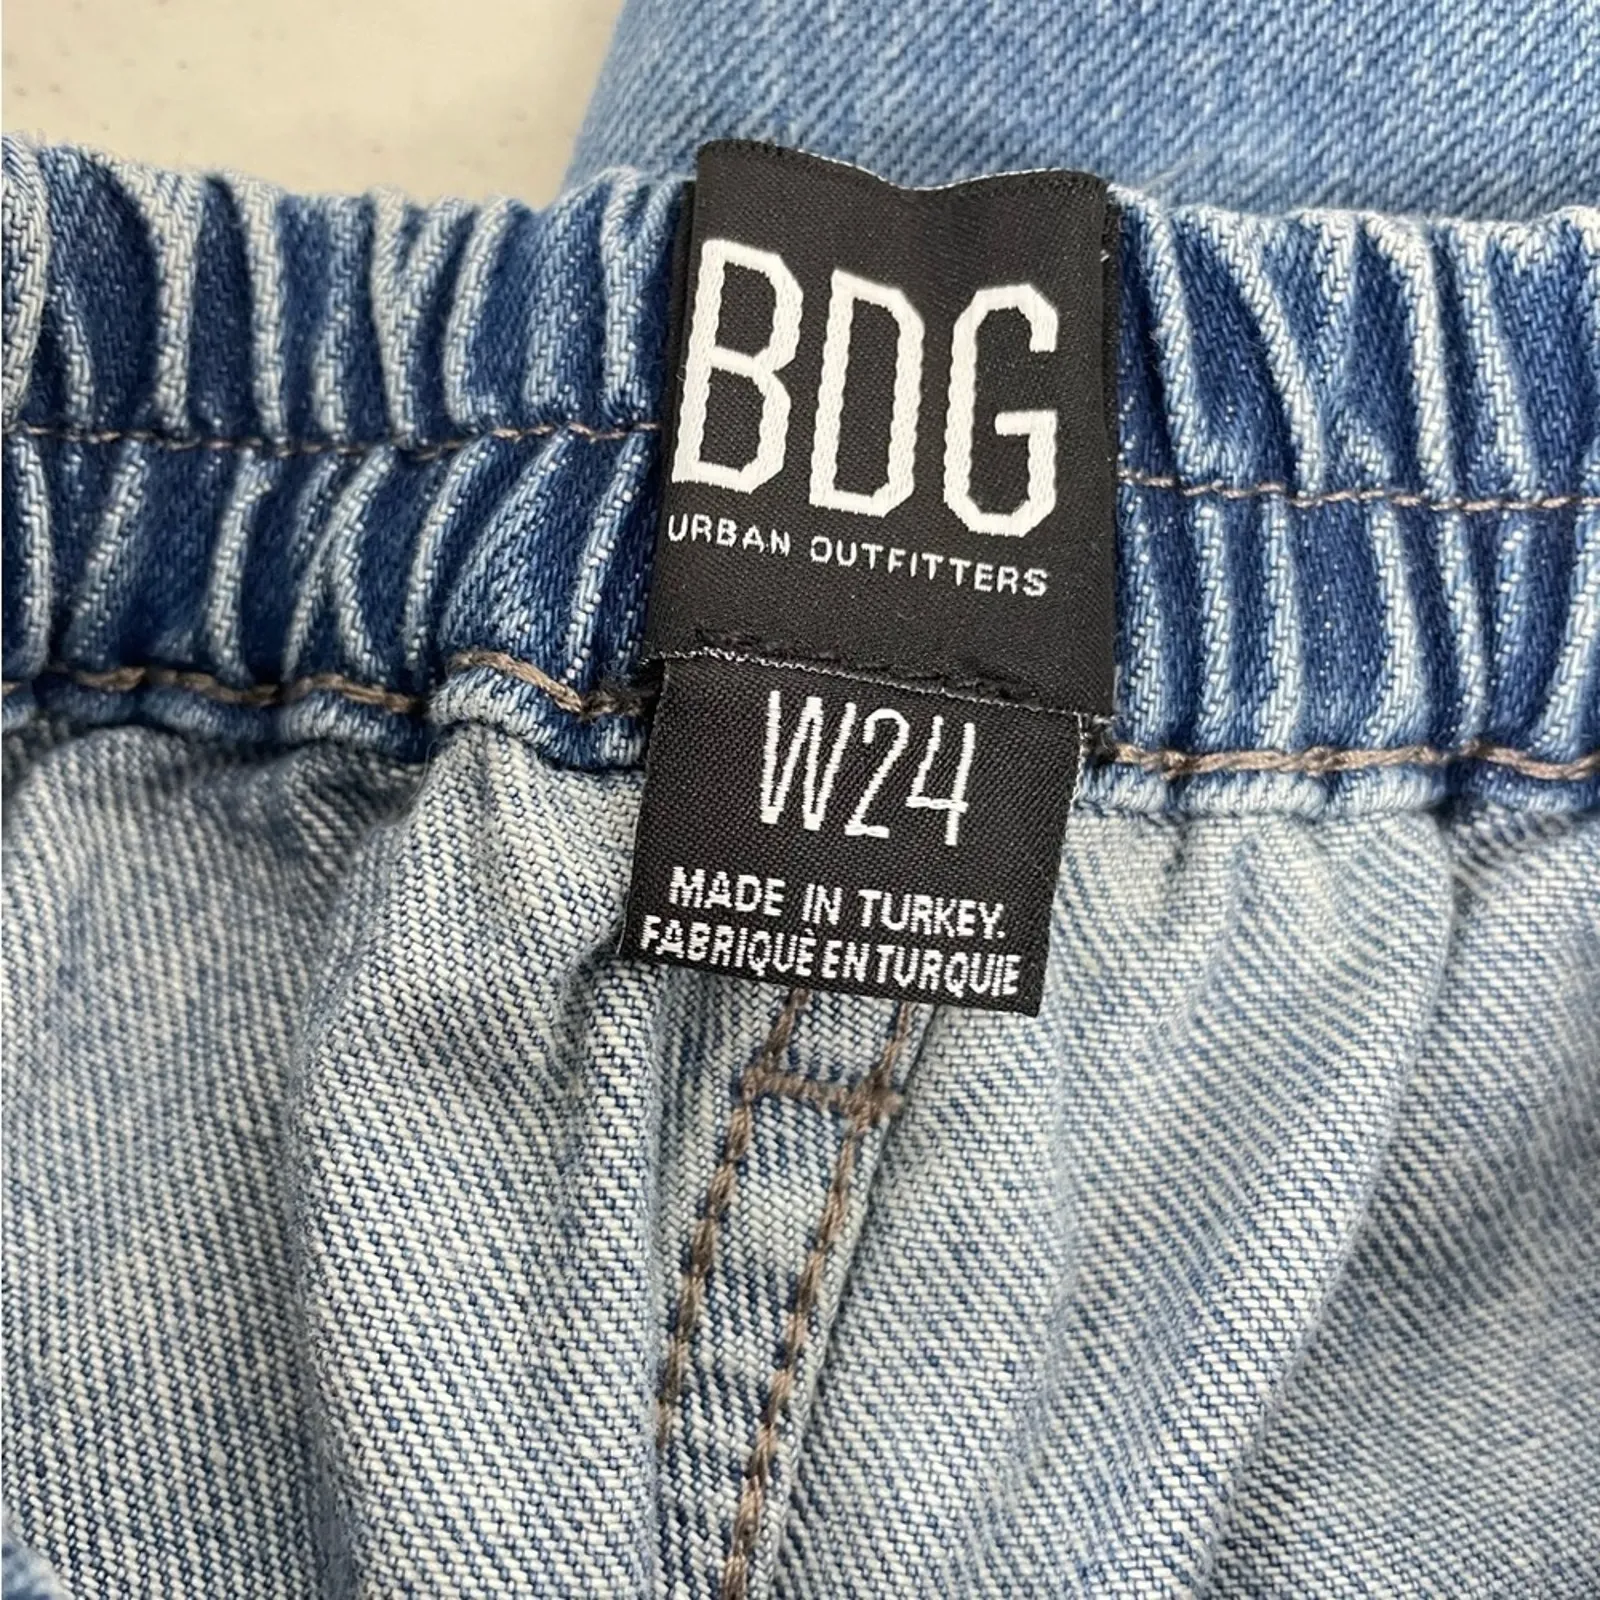 BDG
URBAN OUTFITTERS
W24
MADE IN TURKEY.
FABRIQUÈ EN TURQUIE